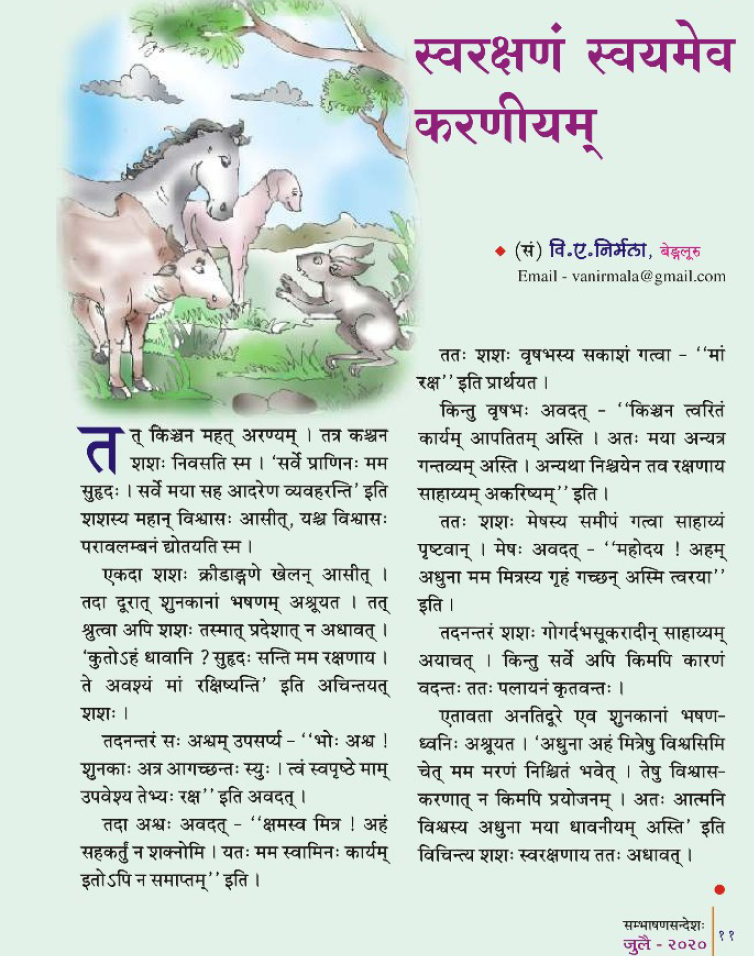 स्वरक्षणं स्वयमेव
करणीयम्
(सं) वि.ए.निर्मला, बेङ्गलूरु
Email - vanirmala@gmail.com
तत् किञ्चन महत् अरण्यम् । तत्र कश्चन
शशः निवसति स्म । ‘सर्वे प्राणिनः मम
सुहृदः । सर्वे मया सह आदरेण व्यवहरन्ति’ इति
शशस्य महान् विश्वासः आसीत्, यश्च विश्वासः
परावलम्बनं द्योतयति स्म ।
एकदा शशः क्रीडाङ्गणे खेलन् आसीत् ।
तदा दूरात् शुनकानां भषणम् अश्रूयत । तत्
श्रुत्वा अपि शशः तस्मात् प्रदेशात् न अधावत् ।
‘कुतोऽहं धावानि ? सुहृदः सन्ति मम रक्षणाय ।
ते अवश्यं मां रक्षिष्यन्ति’ इति अचिन्तयत्
शशः ।
तदनन्तरं सः अश्वम् उपसर्प्य - ‘‘भोः अश्व !
शुनकाः अत्र आगच्छन्तः स्युः । त्वं स्वपृष्ठे माम्
उपवेश्य तेभ्यः रक्ष’’ इति अवदत् ।
तदा अश्वः अवदत् - ‘‘क्षमस्व मित्र ! अहं
सहकर्तुं न शक्नोमि । यतः मम स्वामिनः कार्यम्
इतोऽपि न समाप्तम्’’ इति ।
ततः शशः वृषभस्य सकाशं गत्वा - ‘‘मां
रक्ष’’ इति प्रार्थयत ।
किन्तु वृषभः अवदत् - ‘‘किञ्चन त्वरितं
कार्यम् आपतितम् अस्ति । अतः मया अन्यत्र
गन्तव्यम् अस्ति । अन्यथा निश्चयेन तव रक्षणाय
साहाय्यम् अकरिष्यम्’’ इति ।
ततः शशः मेषस्य समीपं गत्वा साहाय्यं
पृष्टवान् । मेषः अवदत् - ‘‘महोदय ! अहम्
अधुना मम मित्रस्य गृहं गच्छन् अस्मि त्वरया’’
इति ।
तदनन्तरं शशः गोगर्दभसूकरादीन् साहाय्यम्
अयाचत् । किन्तु सर्वे अपि किमपि कारणं
वदन्तः ततः पलायनं कृतवन्तः ।
एतावता अनतिदूरे एव शुनकानां भषण-
ध्वनिः अश्रूयत । ‘अधुना अहं मित्रेषु विश्वसिमि
चेत् मम मरणं निश्चितं भवेत् । तेषु विश्वास-
करणात् न किमपि प्रयोजनम् । अतः आत्मनि
विश्वस्य अधुना मया धावनीयम् अस्ति’ इति
विचिन्त्य शशः स्वरक्षणाय ततः अधावत् ।
सम्भाषणसन्देशः
जुलै - २०२०
११